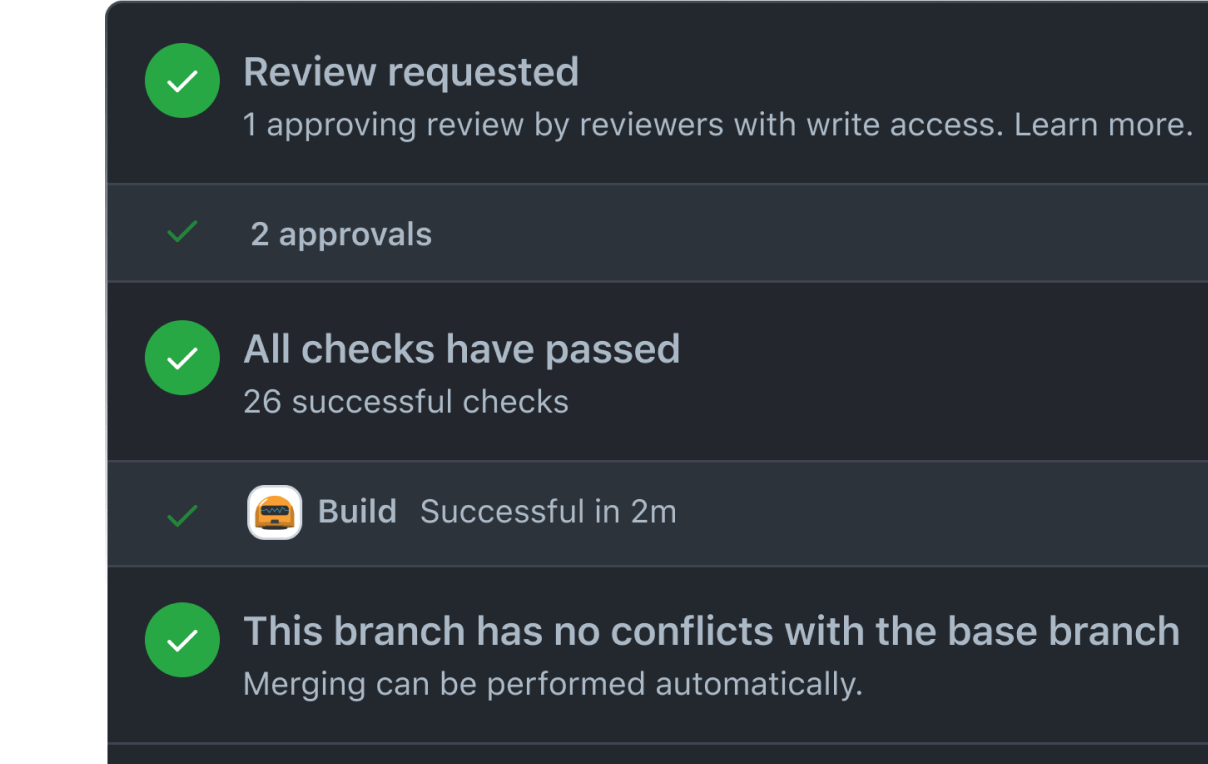 Review requested
1 approving review by reviewers with write access. Learn more.
2 approvals
All checks have passed
26 successful checks
Build Successful in 2m
This branch has no conflicts with the base branch
Merging can be performed automatically.